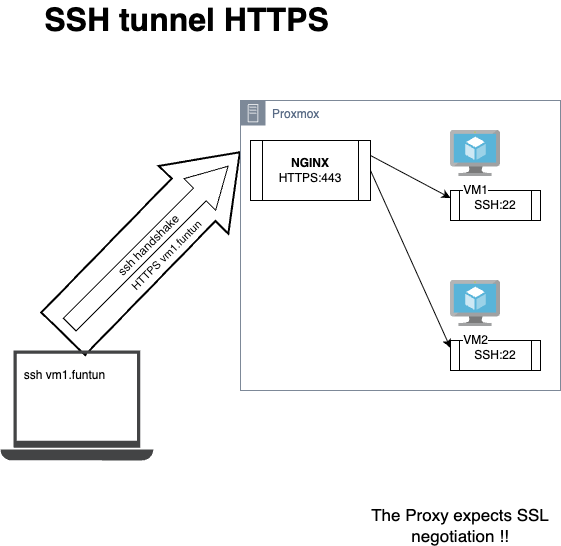 SSH tunnel HTTPS
Proxmox
NGINX
HTTPS:443
VM1
SSH:22
ssh handshake
HTTPS vm1.funtun
VM2
SSH:22
ssh vm1.funtun
The Proxy expects SSL
negotiation !!